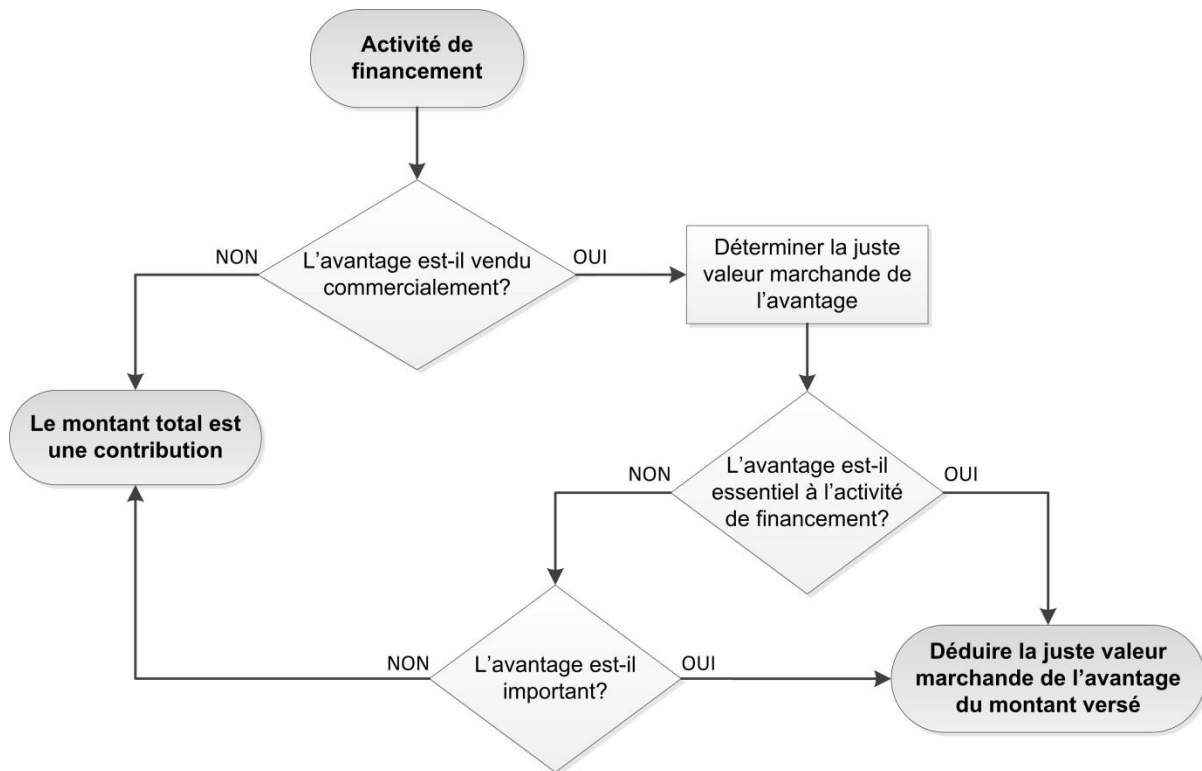 Activité de
financement
NON
L’avantage est-il vendu
commercialement?
OUI
Déterminer la juste
valeur marchande de
l’avantage
Le montant total est
une contribution
NON
L’avantage est-il
essentiel à l’activité
de financement?
OUI
NON
L’avantage est-il
important?
OUI
Déduire la juste valeur
marchande de l’avantage
du montant versé